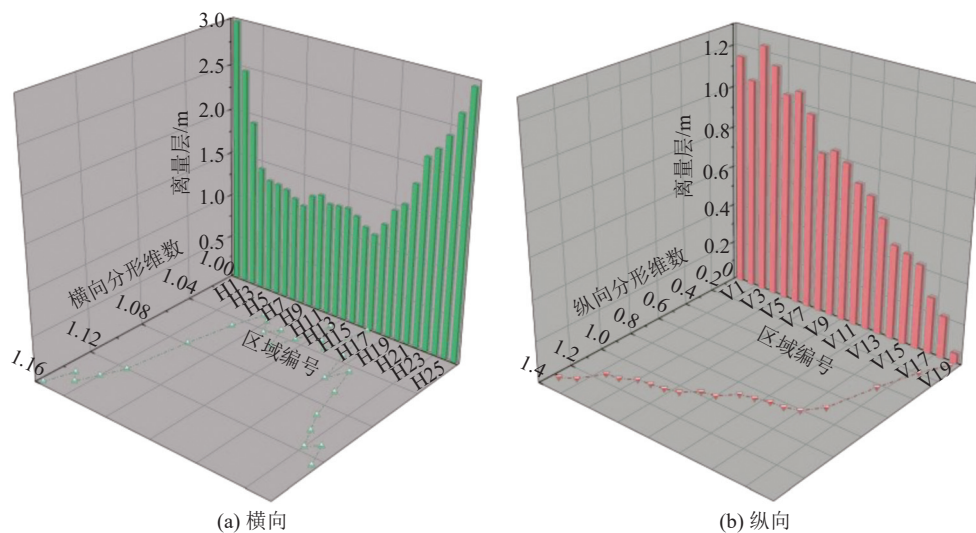 3.0
2.5
2.0
1.5
1.0
0.5
离量层/m
1.00
1.04
1.08
1.12
1.16
横向分形维数
H1
H3
H5
H7
H9
H11
H13
H15
H17
H19
H21
H23
H25
区域编号
(a) 横向
1.2
1.0
0.8
0.6
0.4
0.2
0
离量层/m
0.2
0.4
0.6
0.8
1.0
1.2
1.4
纵向分形维数
V1
V3
V5
V7
V9
V11
V13
V15
V17
V19
区域编号
(b) 纵向